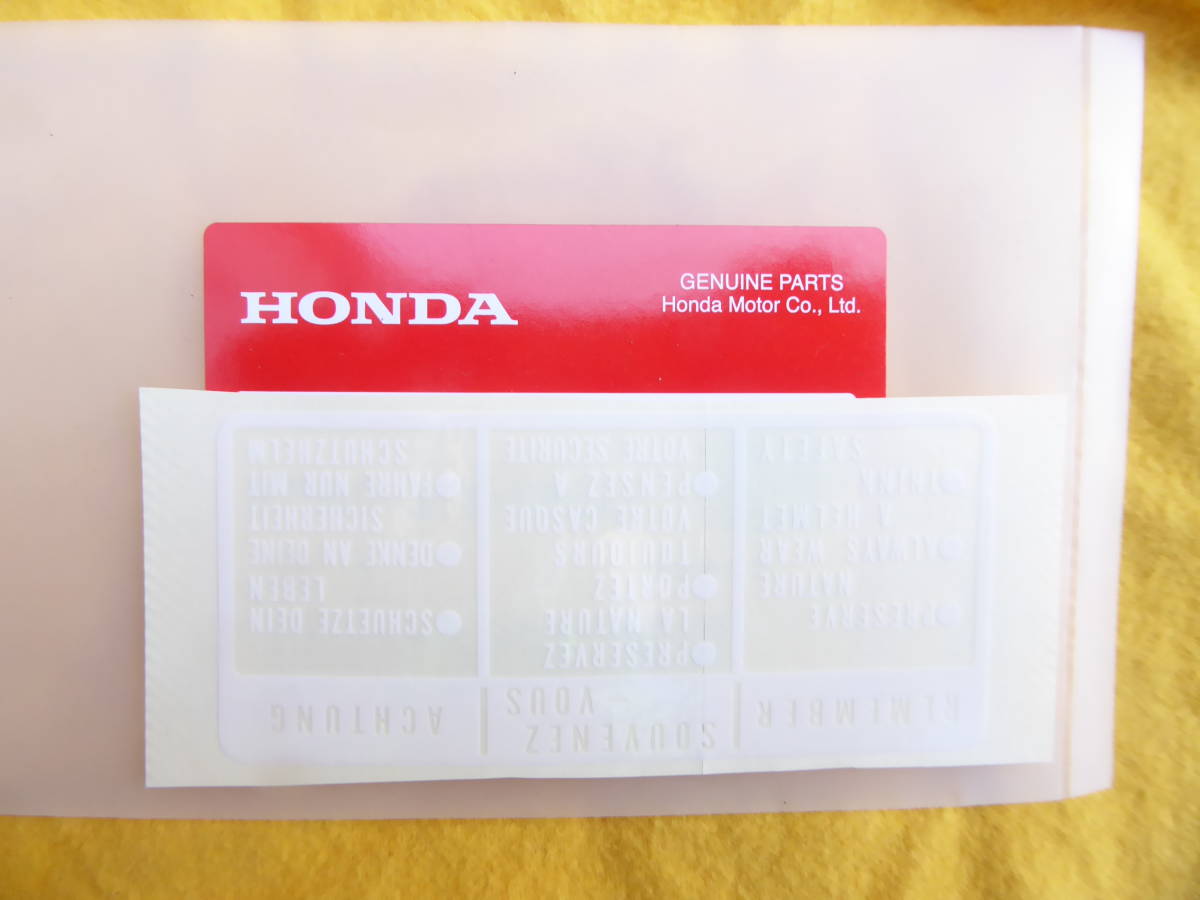 HONDA
GENUINE PARTS
Honda Motor Co., Ltd.
REMEMBER
PRESERVE
NATURE
ALWAYS WEAR
A HELMET
THINK
SAFETY
SOUVENEZ
- VOUS
PRESERVEZ
LA NATURE
PORTEZ
TOUJOURS
VOTRE CASQUE
PENSEZ A
VOTRE SECURITE
ACHTUNG
SCHUETZE DEIN
LEBEN
DENKE AN DEINE
SICHERHEIT
FAHRE NUR MIT
SCHUTZHELM